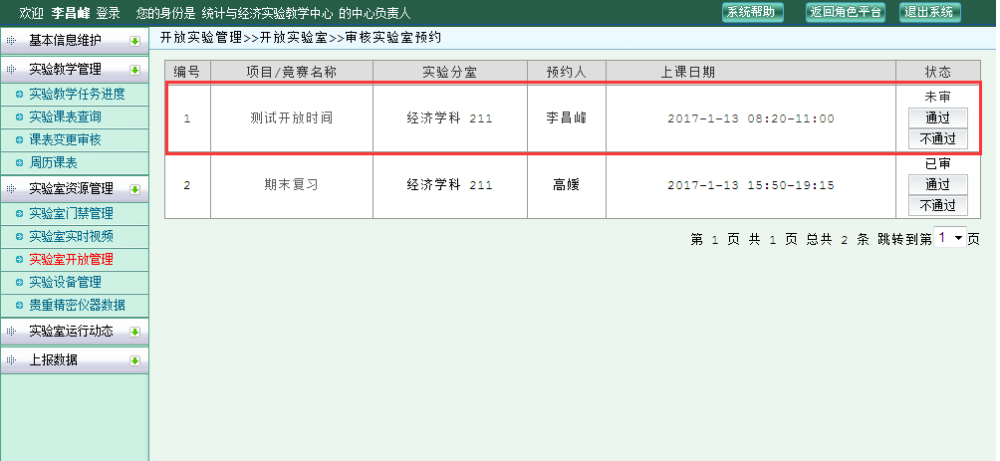 欢迎 李昌峰 登录 您的身份是 统计与经济实验教学中心 的中心负责人 系统帮助 返回角色平台 退出系统
基本信息维护
实验教学管理
实验教学任务进度
实验课表查询
课表变更审核
周历课表
实验室资源管理
实验室门禁管理
实验室实时视频
实验室开放管理
实验设备管理
贵重精密仪器数据
实验室运行动态
上报数据
开放实验管理>>开放实验室>>审核实验室预约
编号 项目/竟赛名称 实验分室 预约人 上课日期 状态
1 测试开放时间 经济学科 211 李昌峰 2017-1-13 08:20-11:00 未审
通过
不通过
2 期末复习 经济学科 211 高媛 2017-1-13 15:50-19:15 已审
通过
不通过
第 1 页 共 1 页 总共 2 条 跳转到第 1 页